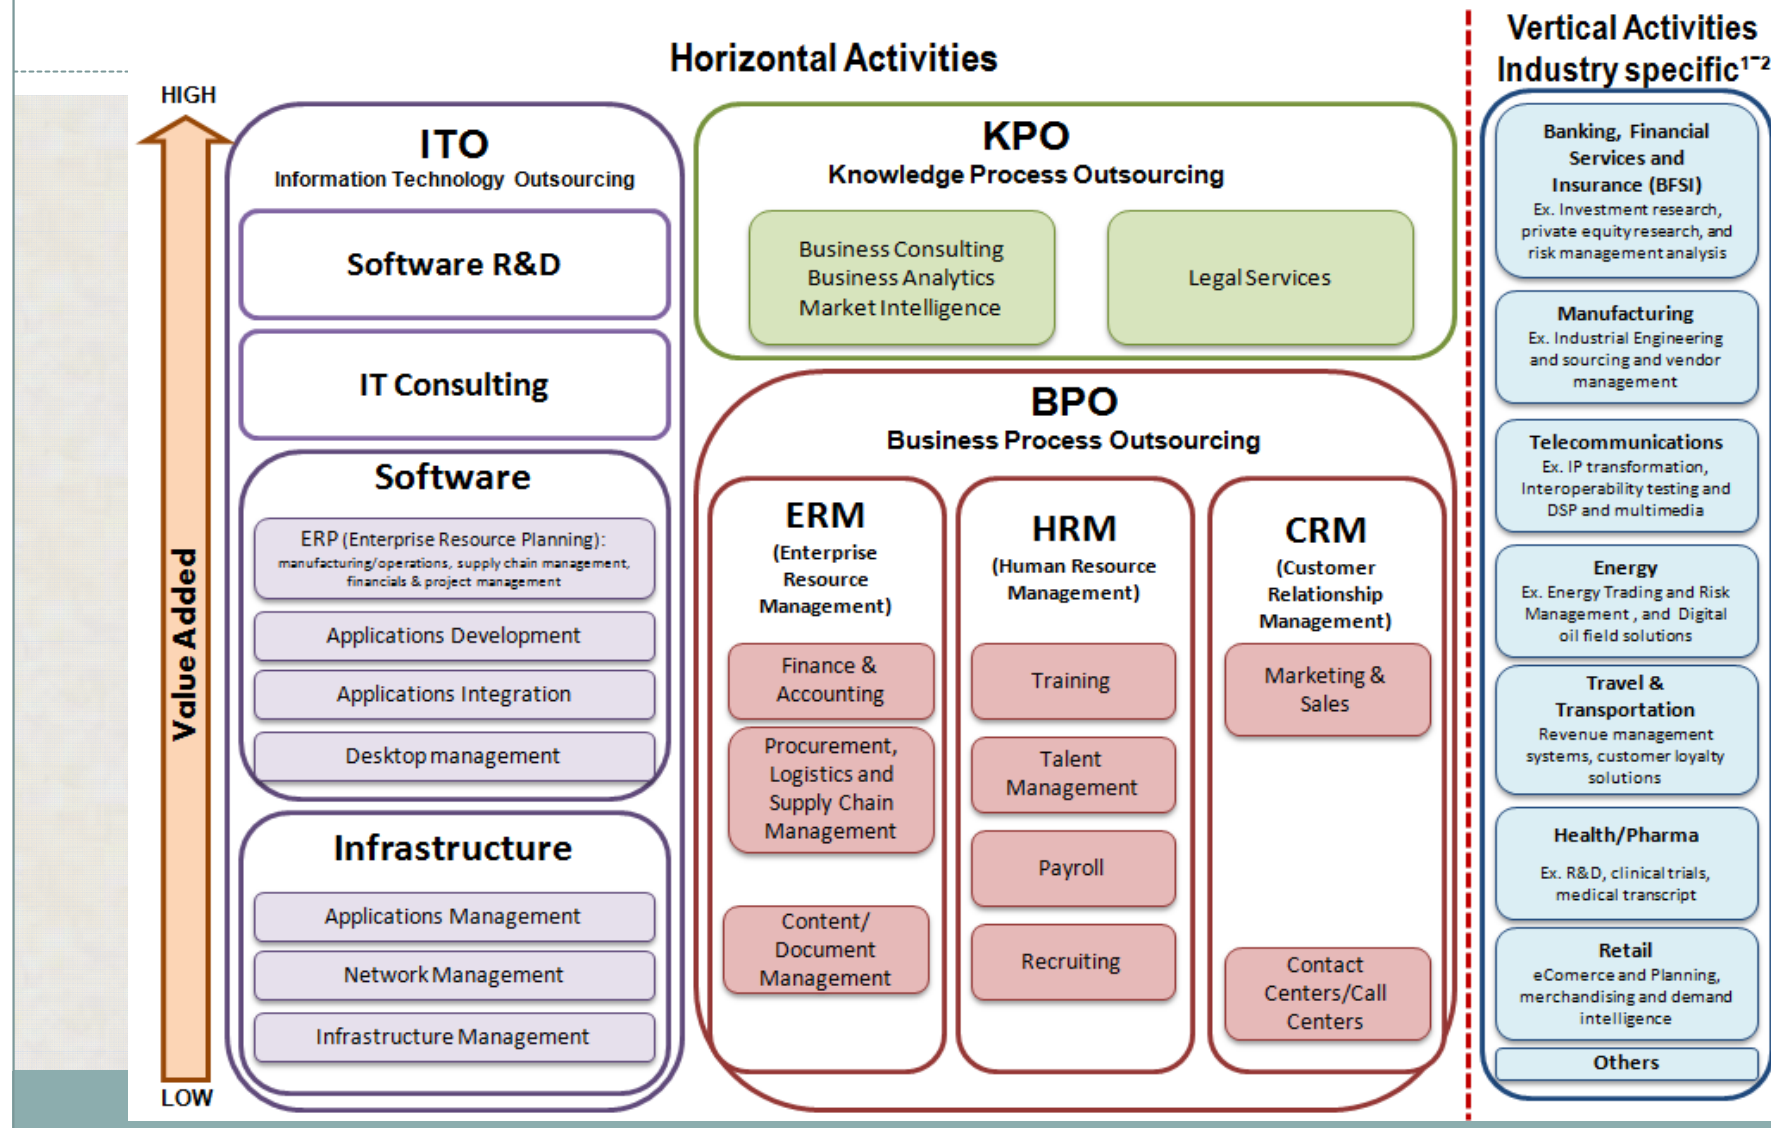 Horizontal Activities
Vertical Activities
Industry specific¹⁻²
HIGH
Value Added
LOW
ITO
Information Technology Outsourcing
Software R&D
IT Consulting
Software
ERP (Enterprise Resource Planning):
manufacturing/operations, supply chain management,
financials & project management
Applications Development
Applications Integration
Desktop management
Infrastructure
Applications Management
Network Management
Infrastructure Management
KPO
Knowledge Process Outsourcing
Business Consulting
Business Analytics
Market Intelligence
Legal Services
BPO
Business Process Outsourcing
ERM
(Enterprise
Resource
Management)
Finance &
Accounting
Procurement,
Logistics and
Supply Chain
Management
Content/
Document
Management
HRM
(Human Resource
Management)
Training
Talent
Management
Payroll
Recruiting
CRM
(Customer
Relationship
Management)
Marketing &
Sales
Contact
Centers/Call
Centers
Banking, Financial
Services and
Insurance (BFSI)
Ex. Investment research,
private equity research, and
risk management analysis
Manufacturing
Ex. Industrial Engineering
and sourcing and vendor
management
Telecommunications
Ex. IP transformation,
Interoperability testing and
DSP and multimedia
Energy
Ex. Energy Trading and Risk
Management , and Digital
oil field solutions
Travel &
Transportation
Revenue management
systems, customer loyalty
solutions
Health/Pharma
Ex. R&D, clinical trials,
medical transcript
Retail
eComerce and Planning,
merchandising and demand
intelligence
Others